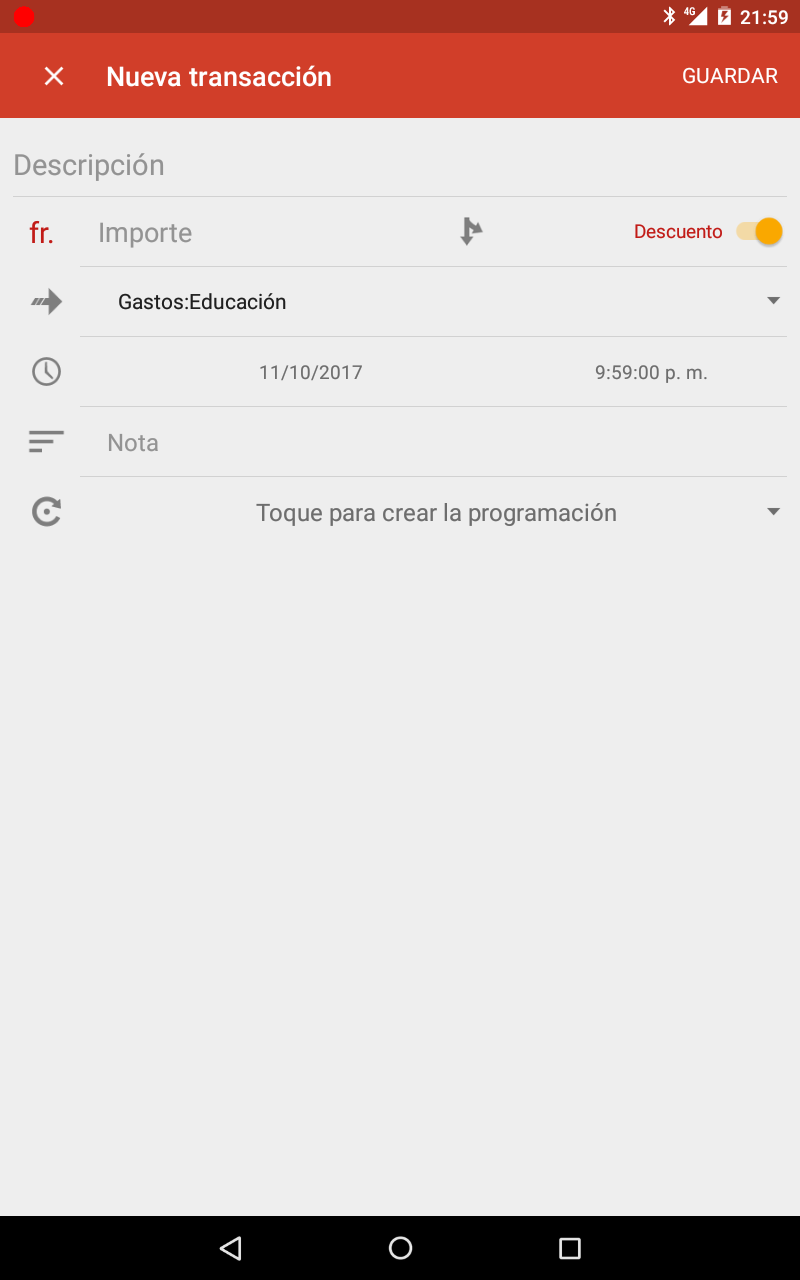 4G 21:59
Nueva transacción GUARDAR
Descripción
fr. Importe Descuento
Gastos:Educación
11/10/2017 9:59:00 p. m.
Nota
Toque para crear la programación